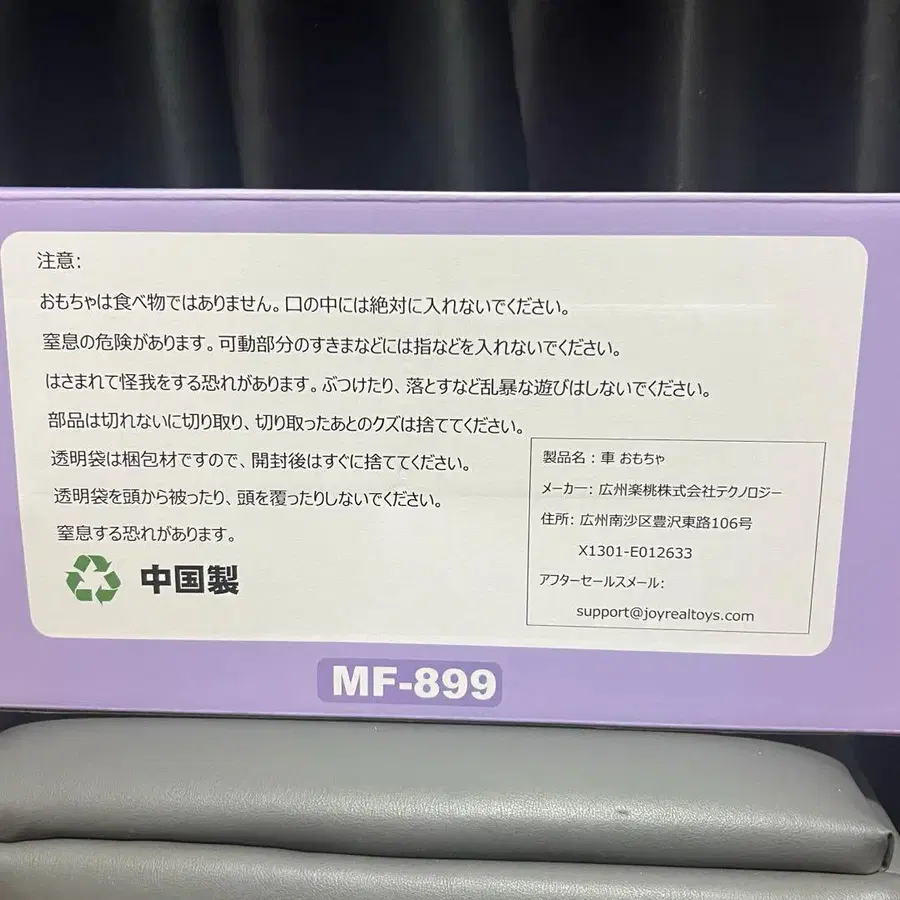 注意:
おもちゃは食べ物ではありません。口の中には絶対に入れないでください。
窒息の危険があります。可動部分のすきまなどには指などを入れないでください。
はさまれて怪我をする恐れがあります。ぶつけたり、落とすなど乱暴な遊びはしないでください。
部品は切れないに切り取り、切り取ったあとのクズは捨ててください。
透明袋は梱包材ですので、開封後はすぐに捨ててください。
透明袋を頭から被ったり、頭を覆ったりしないでください。
窒息する恐れがあります。
中国製
製品名：車 おもちゃ
メーカー: 広州楽桃株式会社テクノロジー
住所: 広州南沙区豊沢東路106号
X1301-E012633
アフターセールスメール:
support@joyrealtoys.com
MF-899